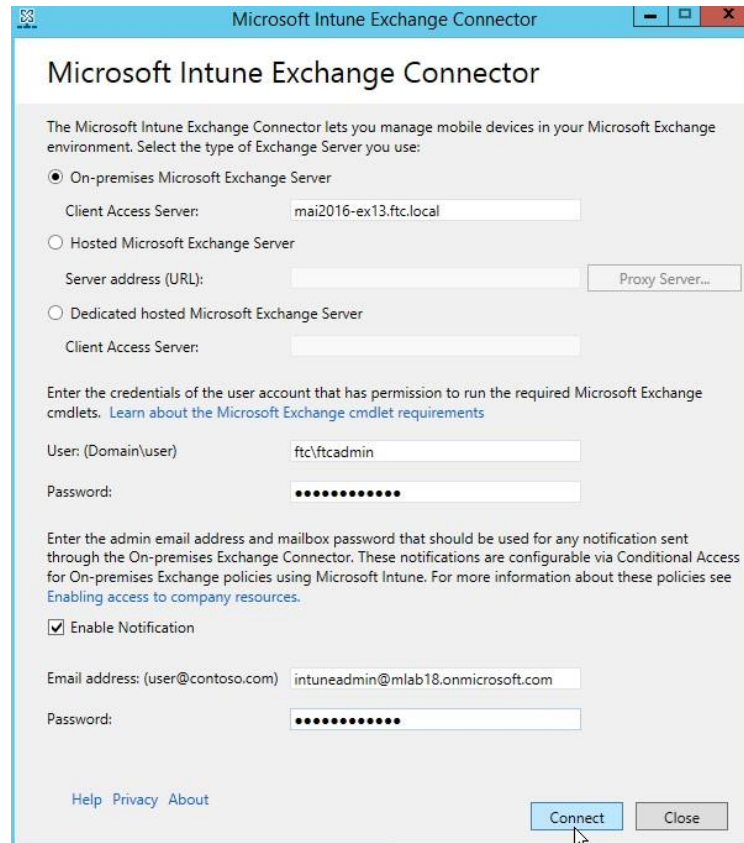 Microsoft Intune Exchange Connector
Microsoft Intune Exchange Connector
The Microsoft Intune Exchange Connector lets you manage mobile devices in your Microsoft Exchange
environment. Select the type of Exchange Server you use:
On-premises Microsoft Exchange Server
Client Access Server: mai2016-ex13.ftc.local
Hosted Microsoft Exchange Server
Server address (URL): Proxy Server...
Dedicated hosted Microsoft Exchange Server
Client Access Server:
Enter the credentials of the user account that has permission to run the required Microsoft Exchange
cmdlets. Learn about the Microsoft Exchange cmdlet requirements
User: (Domain\user) ftc\ftcadmin
Password: ●●●●●●●●●●●●
Enter the admin email address and mailbox password that should be used for any notification sent
through the On-premises Exchange Connector. These notifications are configurable via Conditional Access
for On-premises Exchange policies using Microsoft Intune. For more information about these policies see
Enabling access to company resources.
Enable Notification
Email address: (user@contoso.com) intuneadmin@mlab18.onmicrosoft.com
Password: ●●●●●●●●●●●●
Help Privacy About
Connect Close